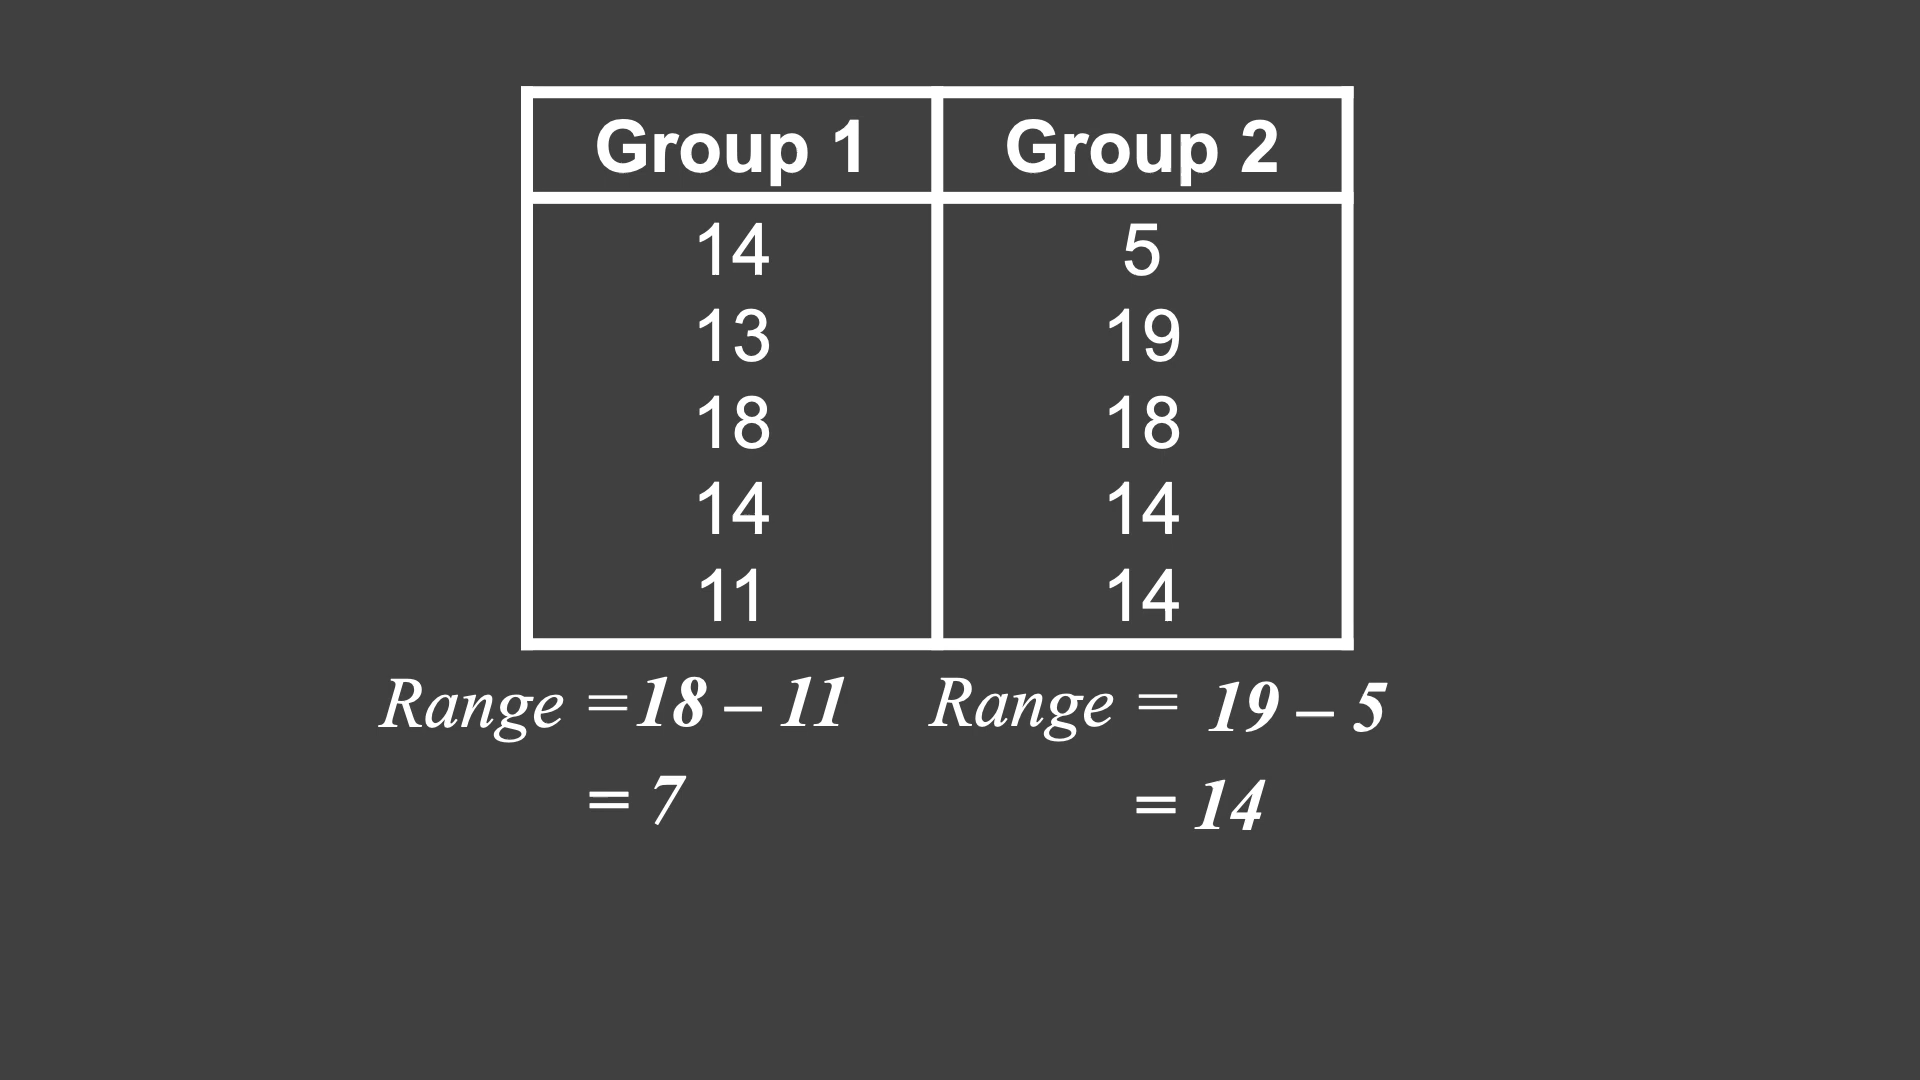 Group 1 Group 2
14 5
13 19
18 18
14 14
11 14
Range = 18 – 11 Range = 19 – 5
= 7 = 14